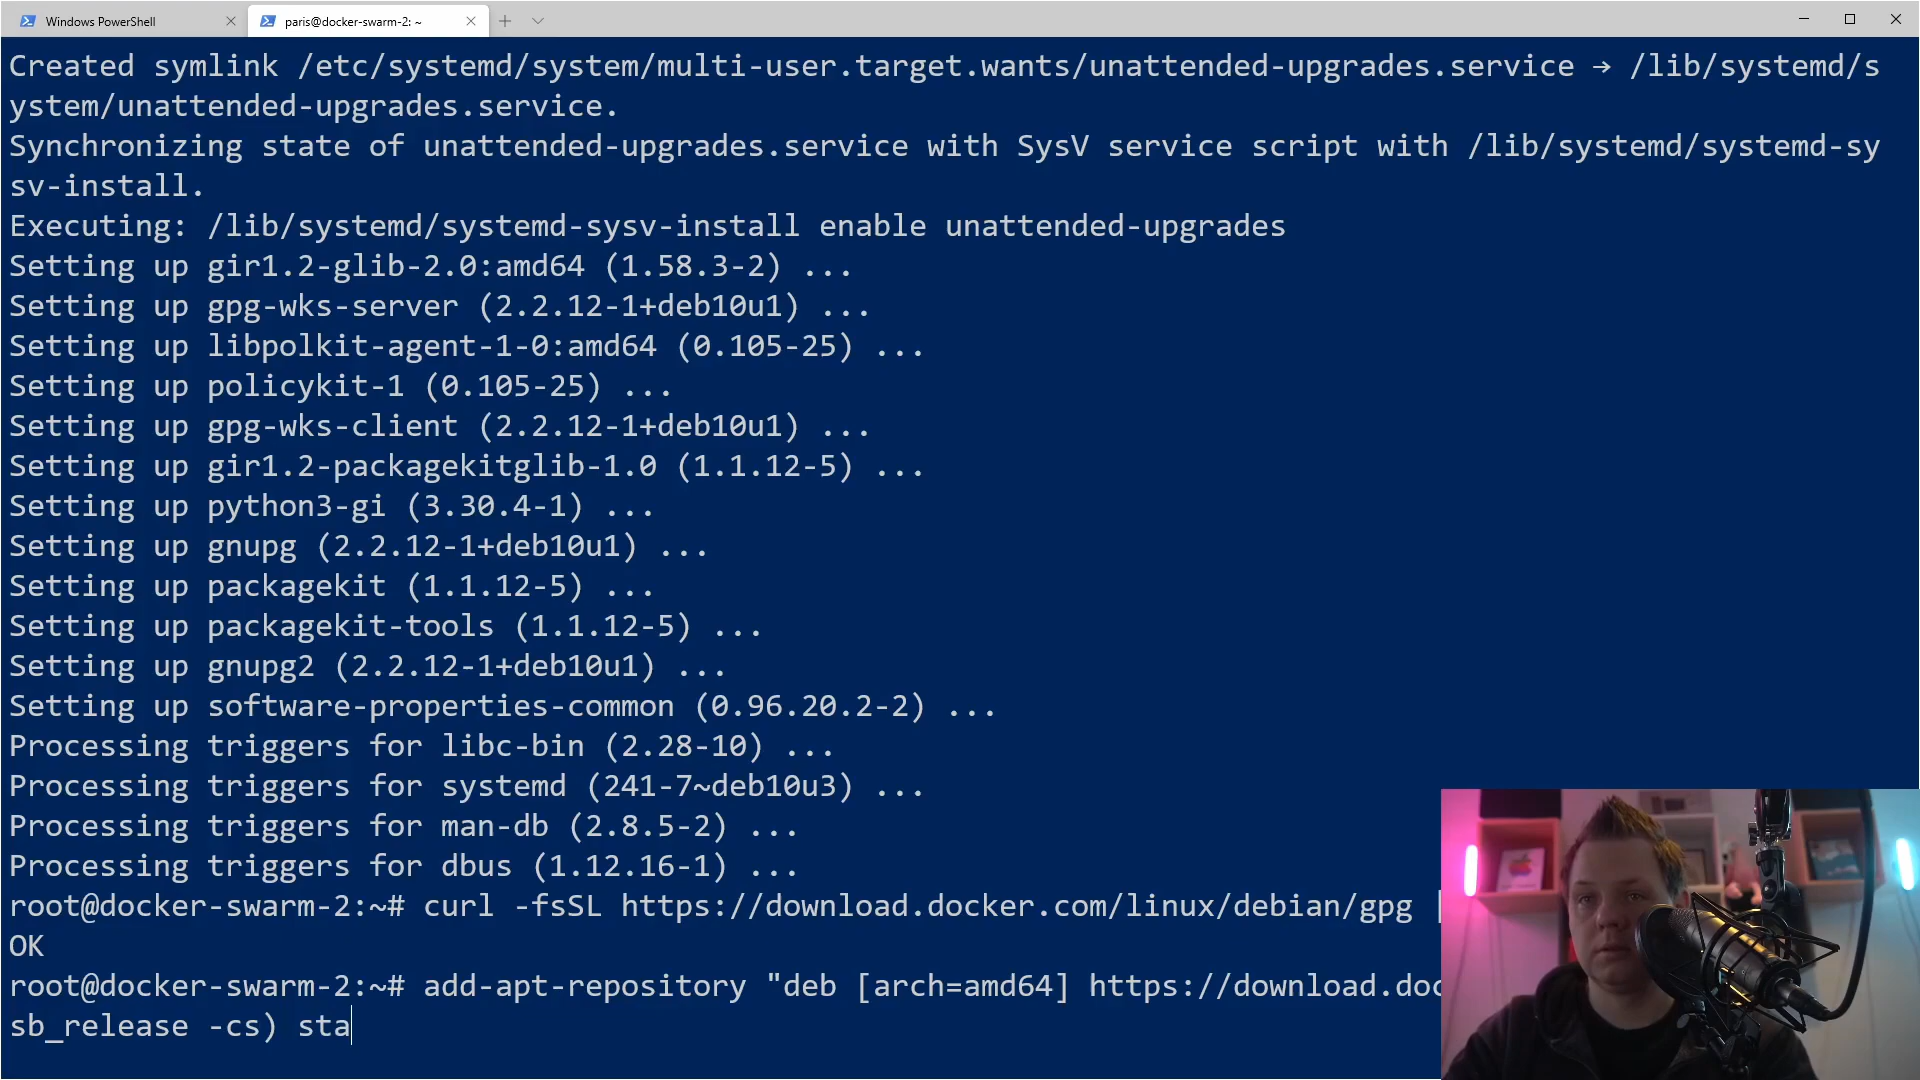 Windows PowerShell
paris@docker-swarm-2: ~
Created symlink /etc/systemd/system/multi-user.target.wants/unattended-upgrades.service → /lib/systemd/s
ystem/unattended-upgrades.service.
Synchronizing state of unattended-upgrades.service with SysV service script with /lib/systemd/systemd-sy
sv-install.
Executing: /lib/systemd/systemd-sysv-install enable unattended-upgrades
Setting up gir1.2-glib-2.0:amd64 (1.58.3-2) ...
Setting up gpg-wks-server (2.2.12-1+deb10u1) ...
Setting up libpolkit-agent-1-0:amd64 (0.105-25) ...
Setting up policykit-1 (0.105-25) ...
Setting up gpg-wks-client (2.2.12-1+deb10u1) ...
Setting up gir1.2-packagekitglib-1.0 (1.1.12-5) ...
Setting up python3-gi (3.30.4-1) ...
Setting up gnupg (2.2.12-1+deb10u1) ...
Setting up packagekit (1.1.12-5) ...
Setting up packagekit-tools (1.1.12-5) ...
Setting up gnupg2 (2.2.12-1+deb10u1) ...
Setting up software-properties-common (0.96.20.2-2) ...
Processing triggers for libc-bin (2.28-10) ...
Processing triggers for systemd (241-7~deb10u3) ...
Processing triggers for man-db (2.8.5-2) ...
Processing triggers for dbus (1.12.16-1) ...
root@docker-swarm-2:~# curl -fsSL https://download.docker.com/linux/debian/gpg |
OK
root@docker-swarm-2:~# add-apt-repository "deb [arch=amd64] https://download.doc
sb_release -cs) sta